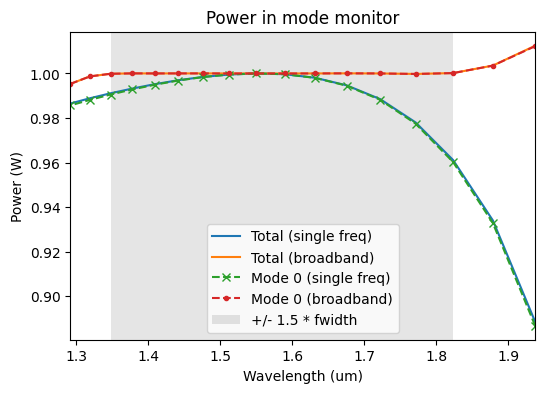 Power in mode monitor
Power (W)
1.00
0.98
0.96
0.94
0.92
0.90
Total (single freq)
Total (broadband)
Mode 0 (single freq)
Mode 0 (broadband)
+/- 1.5 * fwidth
1.3 1.4 1.5 1.6 1.7 1.8 1.9
Wavelength (um)